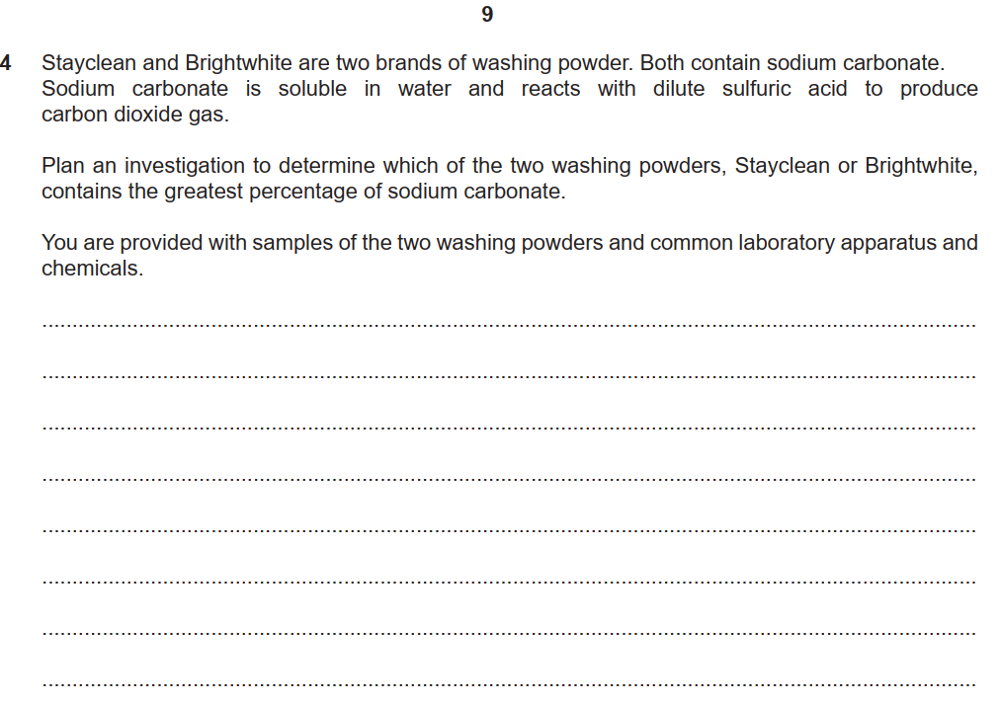 9
4 Stayclean and Brightwhite are two brands of washing powder. Both contain sodium carbonate.
Sodium carbonate is soluble in water and reacts with dilute sulfuric acid to produce
carbon dioxide gas.
Plan an investigation to determine which of the two washing powders, Stayclean or Brightwhite,
contains the greatest percentage of sodium carbonate.
You are provided with samples of the two washing powders and common laboratory apparatus and
chemicals.